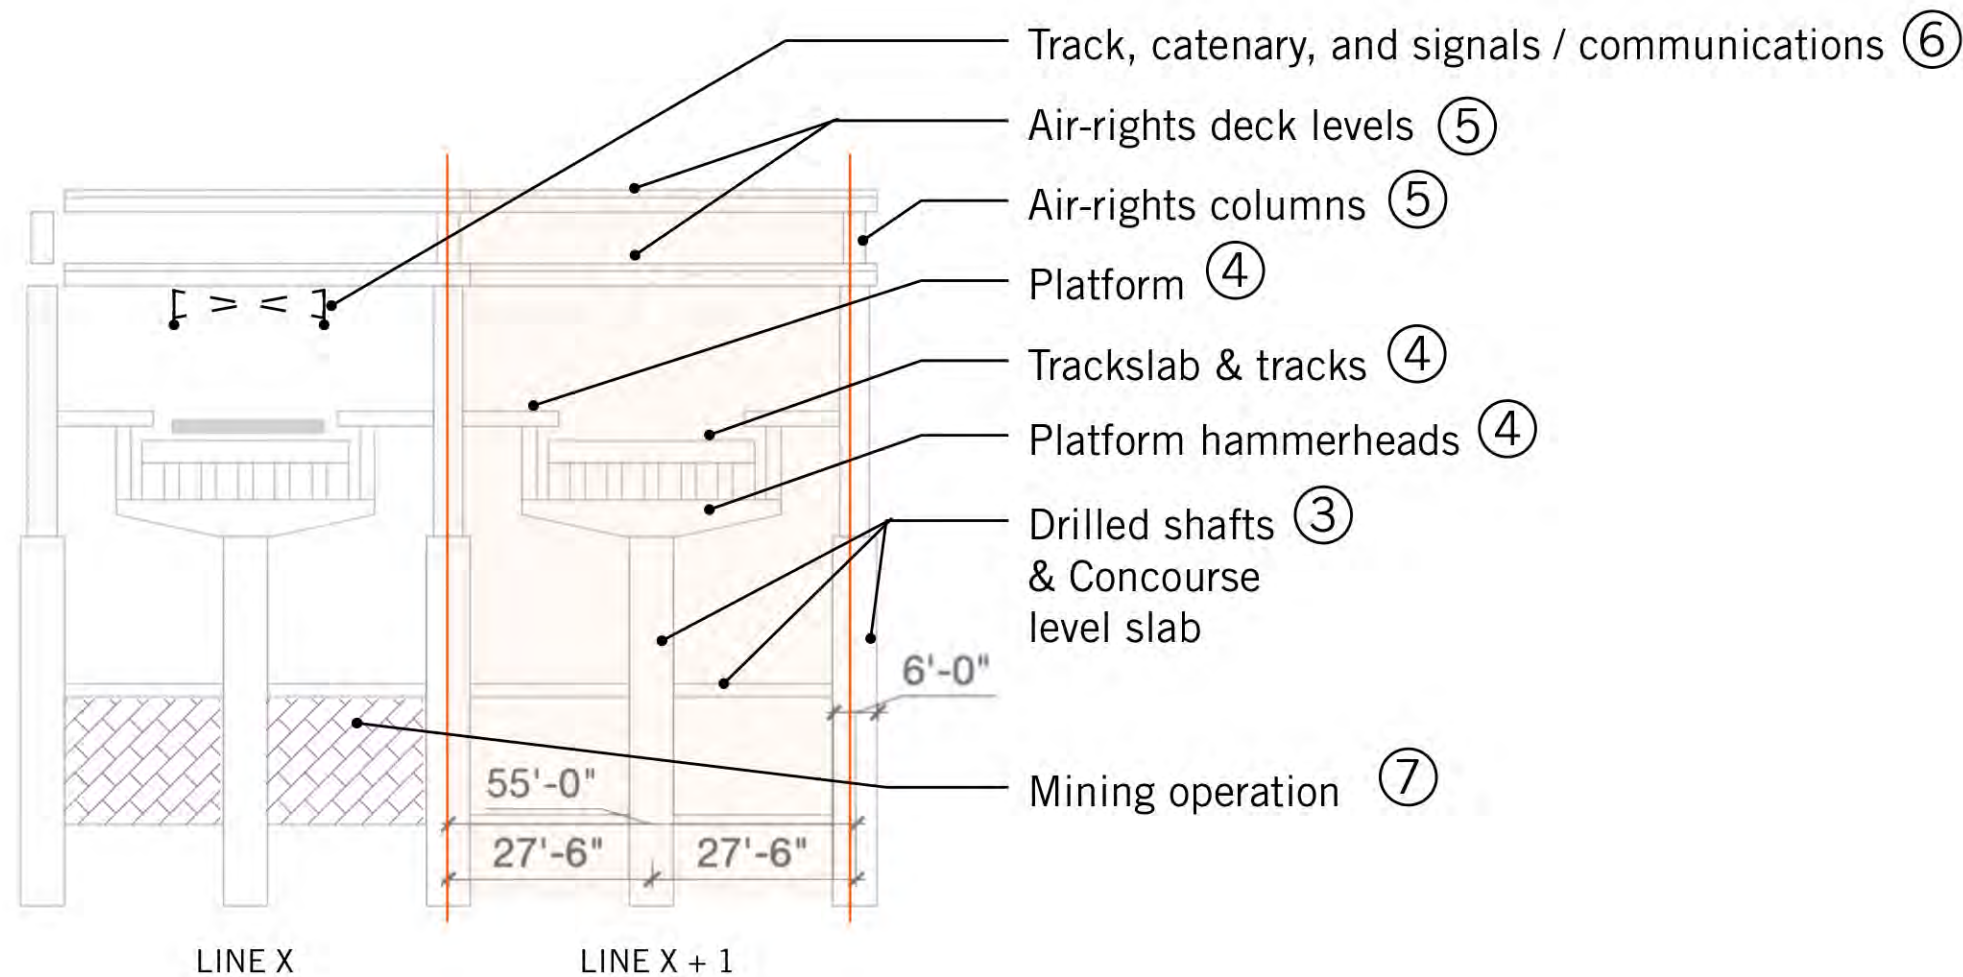 Track, catenary, and signals / communications ⑥
Air-rights deck levels ⑤
Air-rights columns ⑤
Platform ④
Trackslab & tracks ④
Platform hammerheads ④
Drilled shafts ③
& Concourse
level slab
6'-0"
Mining operation ⑦
55'-0"
27'-6" 27'-6"
LINE X LINE X + 1